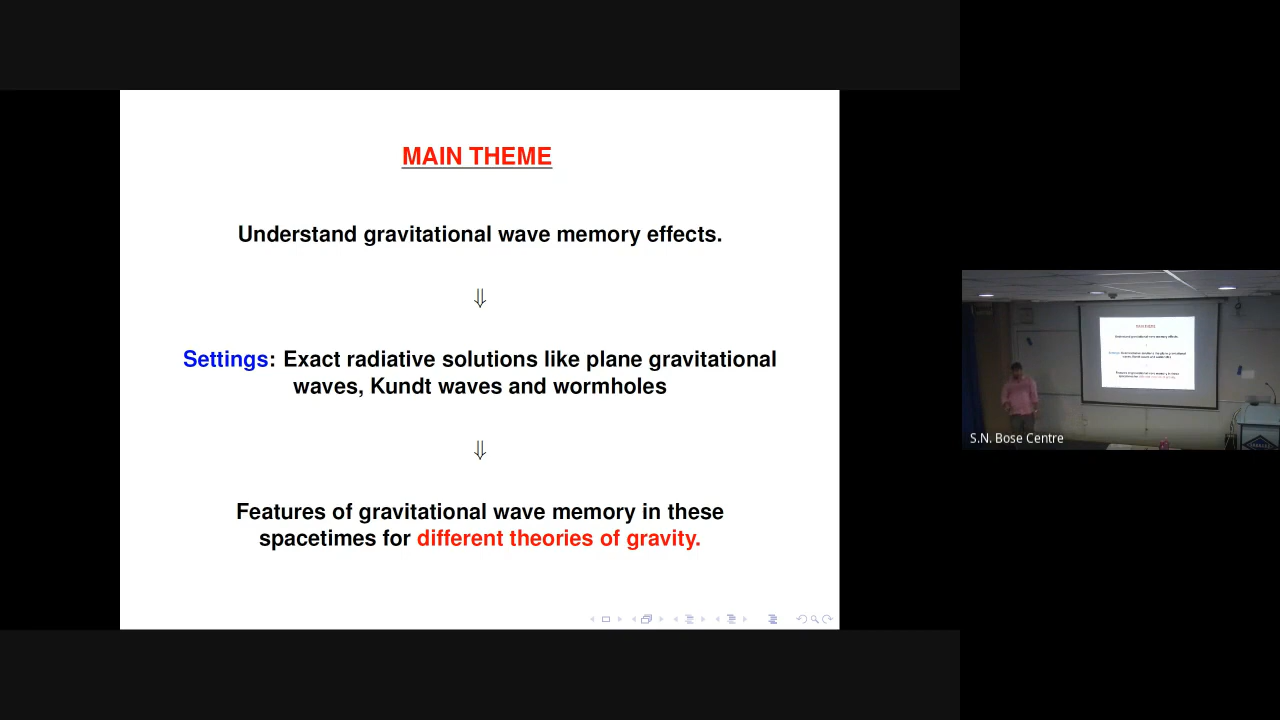 MAIN THEME
Understand gravitational wave memory effects.
⇓
Settings: Exact radiative solutions like plane gravitational
waves, Kundt waves and wormholes
⇓
Features of gravitational wave memory in these
spacetimes for different theories of gravity.
S.N. Bose Centre